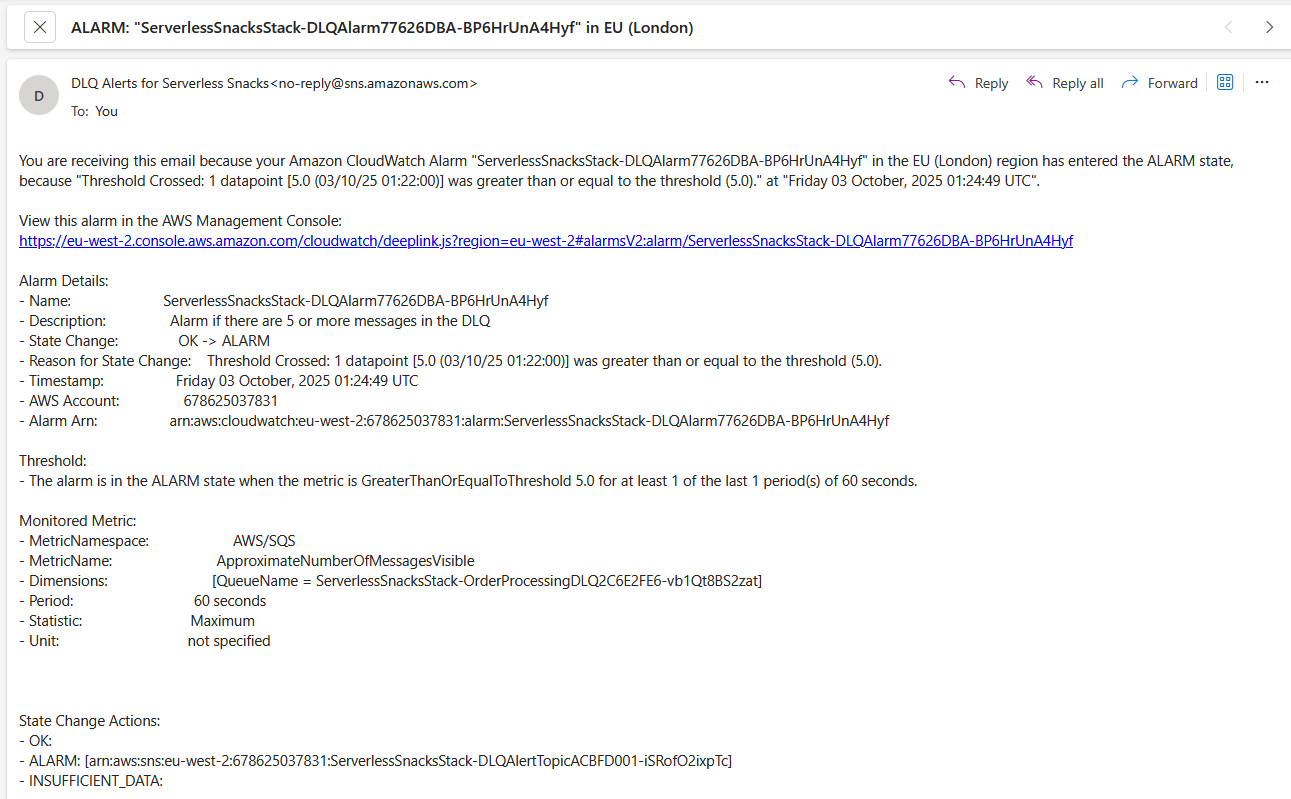 ALARM: "ServerlessSnacksStack-DLQAlarm77626DBA-BP6HrUnA4Hyf" in EU (London)
D
DLQ Alerts for Serverless Snacks<no-reply@sns.amazonaws.com>
Reply
Reply all
Forward
To: You
You are receiving this email because your Amazon CloudWatch Alarm "ServerlessSnacksStack-DLQAlarm77626DBA-BP6HrUnA4Hyf" in the EU (London) region has entered the ALARM state,
because "Threshold Crossed: 1 datapoint [5.0 (03/10/25 01:22:00)] was greater than or equal to the threshold (5.0)." at "Friday 03 October, 2025 01:24:49 UTC".
View this alarm in the AWS Management Console:
https://eu-west-2.console.aws.amazon.com/cloudwatch/deeplink.js?region=eu-west-2#alarmsV2:alarm/ServerlessSnacksStack-DLQAlarm77626DBA-BP6HrUnA4Hyf
Alarm Details:
- Name: ServerlessSnacksStack-DLQAlarm77626DBA-BP6HrUnA4Hyf
- Description: Alarm if there are 5 or more messages in the DLQ
- State Change: OK -> ALARM
- Reason for State Change: Threshold Crossed: 1 datapoint [5.0 (03/10/25 01:22:00)] was greater than or equal to the threshold (5.0).
- Timestamp: Friday 03 October, 2025 01:24:49 UTC
- AWS Account: 678625037831
- Alarm Arn: arn:aws:cloudwatch:eu-west-2:678625037831:alarm:ServerlessSnacksStack-DLQAlarm77626DBA-BP6HrUnA4Hyf
Threshold:
- The alarm is in the ALARM state when the metric is GreaterThanOrEqualToThreshold 5.0 for at least 1 of the last 1 period(s) of 60 seconds.
Monitored Metric:
- MetricNamespace: AWS/SQS
- MetricName: ApproximateNumberOfMessagesVisible
- Dimensions: [QueueName = ServerlessSnacksStack-OrderProcessingDLQ2C6E2FE6-vb1Qt8BS2zat]
- Period: 60 seconds
- Statistic: Maximum
- Unit: not specified
State Change Actions:
- OK:
- ALARM: [arn:aws:sns:eu-west-2:678625037831:ServerlessSnacksStack-DLQAlertTopicACBFD001-iSRofO2ixpTc]
- INSUFFICIENT_DATA: